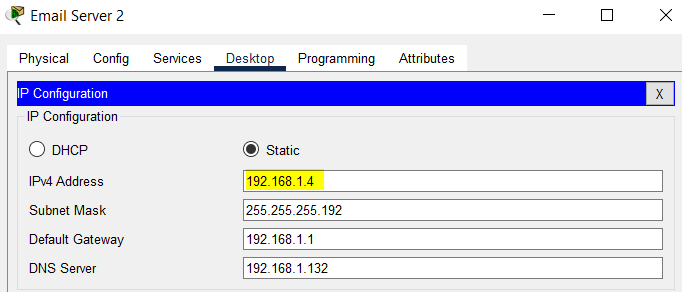 Email Server 2
Physical Config Services Desktop Programming Attributes
IP Configuration X
IP Configuration
DHCP Static
IPv4 Address 192.168.1.4
Subnet Mask 255.255.255.192
Default Gateway 192.168.1.1
DNS Server 192.168.1.132